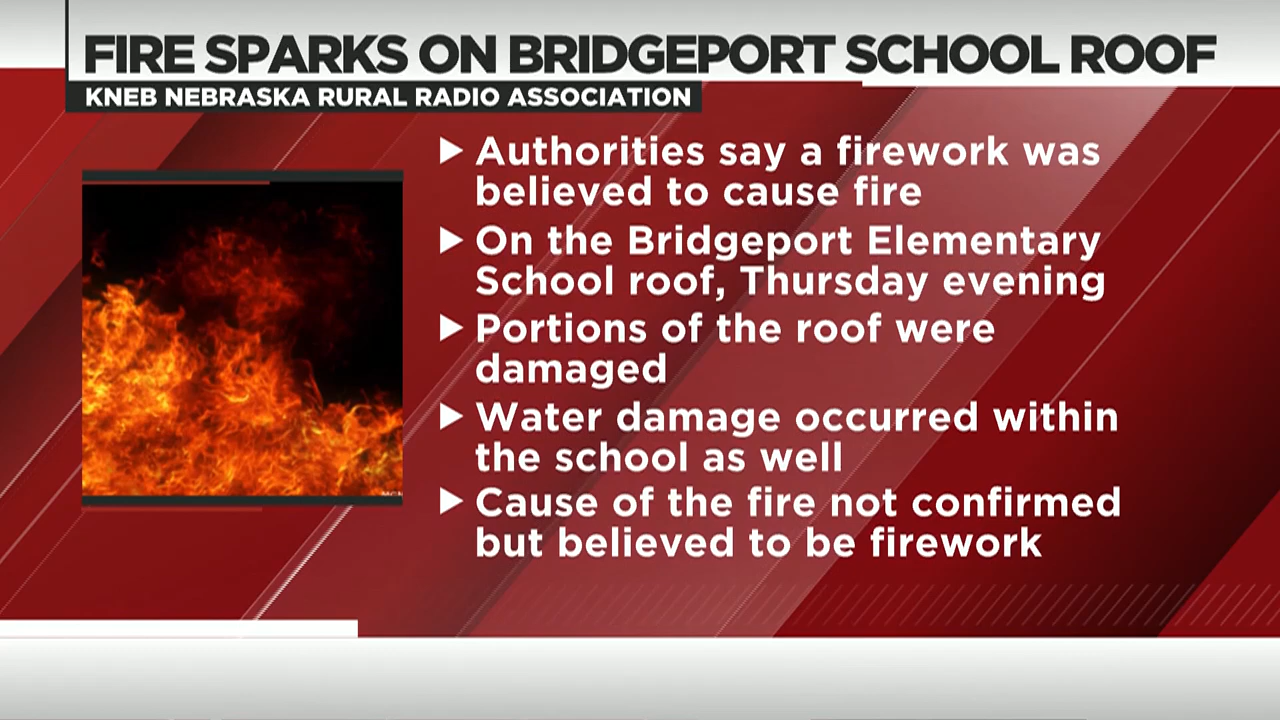 FIRE SPARKS ON BRIDGEPORT SCHOOL ROOF
KNEB NEBRASKA RURAL RADIO ASSOCIATION
Authorities say a firework was
believed to cause fire
On the Bridgeport Elementary
School roof, Thursday evening
Portions of the roof were
damaged
Water damage occurred within
the school as well
Cause of the fire not confirmed
but believed to be firework